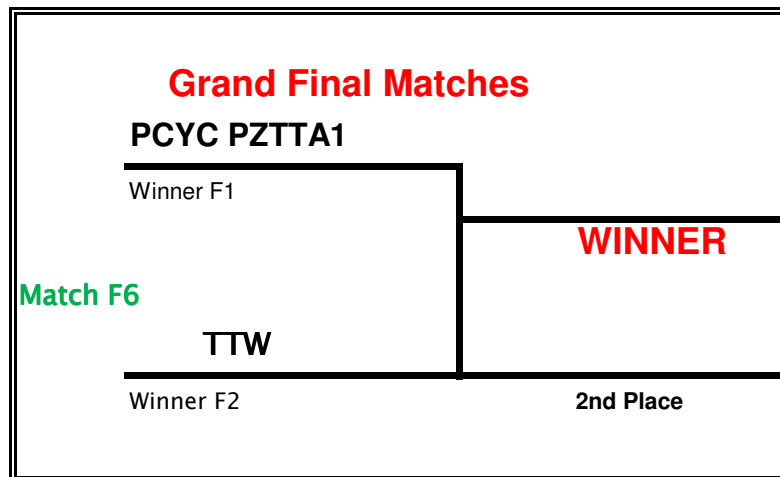 Grand Final Matches
PCYC PZTTA1
Winner F1
WINNER
Match F6
TTW
Winner F2
2nd Place